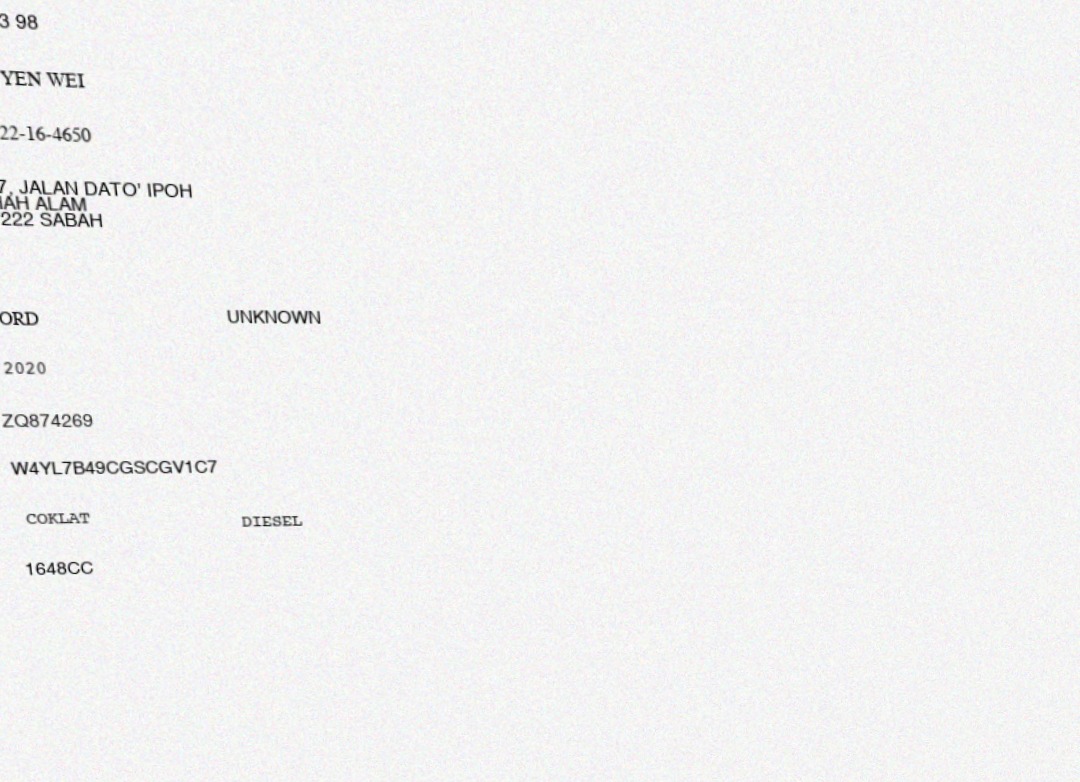 3 98
YEN WEI
22-16-4650
7, JALAN DATO' IPOH
ALAM
222 SABAH
ORD UNKNOWN
2020
ZQ874269
W4YL7B49CGSCGV1C7
COKLAT DIESEL
1648CC